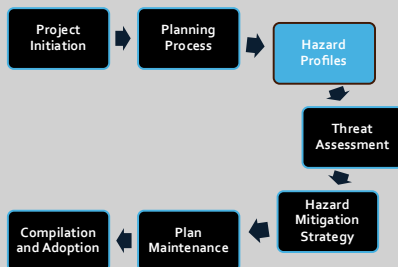 Project
Initiation
Planning
Process
Hazard
Profiles
Threat
Assessment
Hazard
Mitigation
Strategy
Plan
Maintenance
Compilation
and Adoption